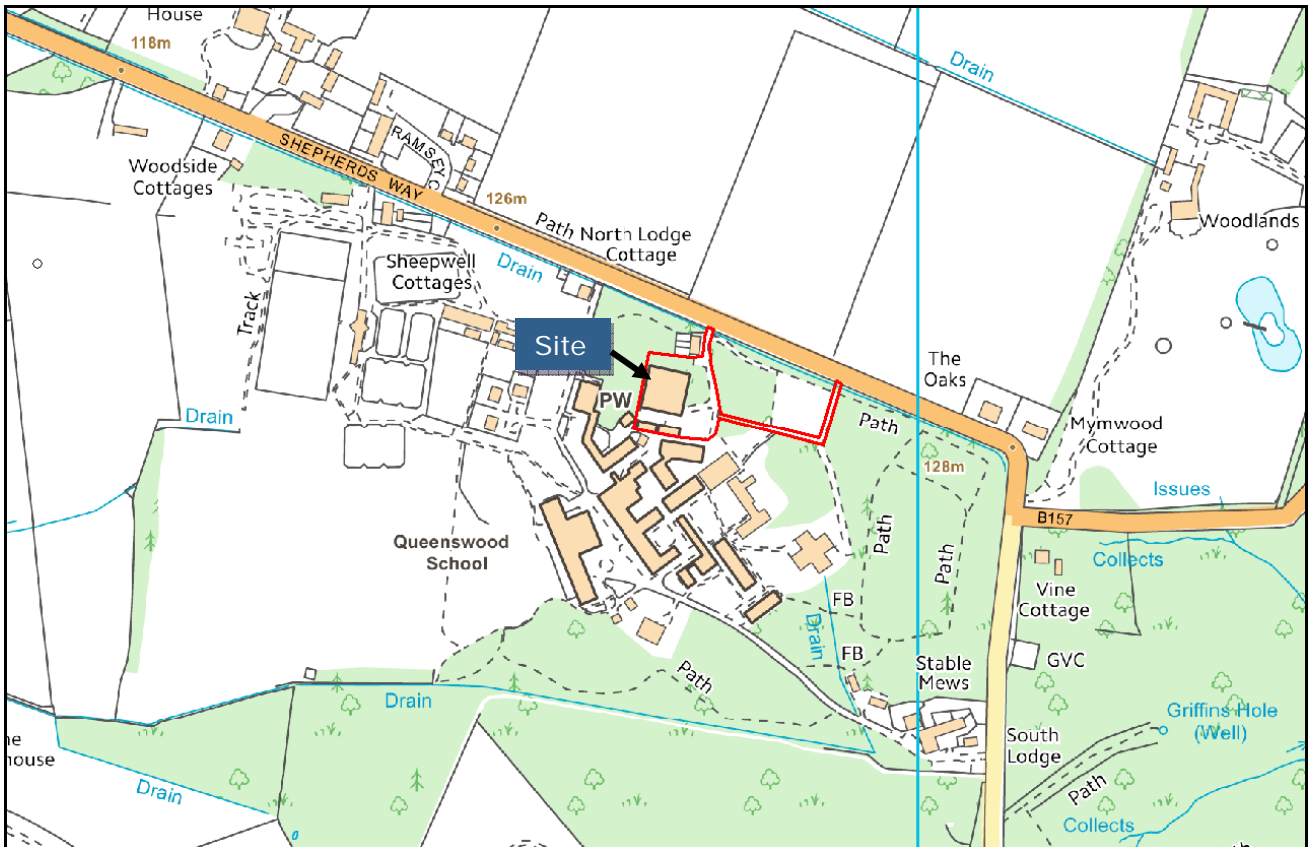 House
118m
Drain
SHEPHERDS WAY
RAMSEY C
Woodside
Cottages
126m
Path
North Lodge
Cottage
Woodlands
Drain
Sheepwell
Cottages
Track
Site
The
Oaks
PW
Path
Mymwood
Cottage
Drain
128m
Issues
B157
Queenswood
School
Path
Path
Collects
Vine
Cottage
FB
Drain
FB
Stable
Mews
GVC
Path
Drain
Griffins Hole
(Well)
South
Lodge
house
Drain
Path
Collects